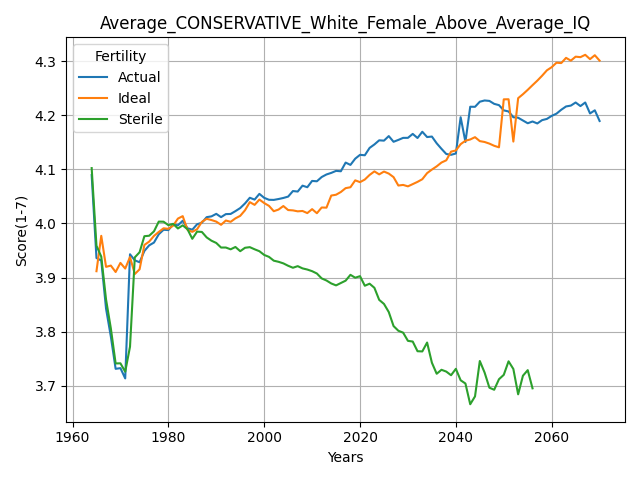 Average_CONSERVATIVE_White_Female_Above_Average_IQ
Fertility
Actual
Ideal
Sterile
Score(1-7)
4.3
4.2
4.1
4.0
3.9
3.8
3.7
1960
1980
2000
2020
2040
2060
Years